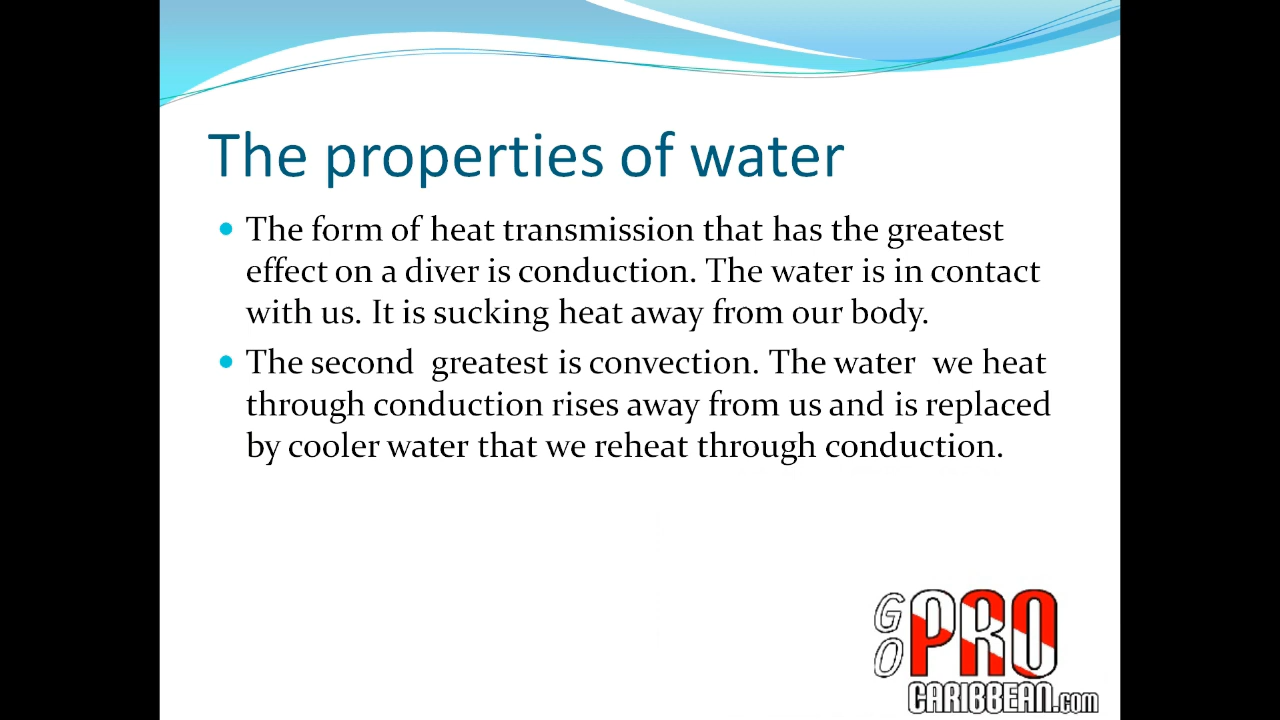 The properties of water
• The form of heat transmission that has the greatest
effect on a diver is conduction. The water is in contact
with us. It is sucking heat away from our body.
• The second  greatest is convection. The water  we heat
through conduction rises away from us and is replaced
by cooler water that we reheat through conduction.
GO PRO
CARIBBEAN.com